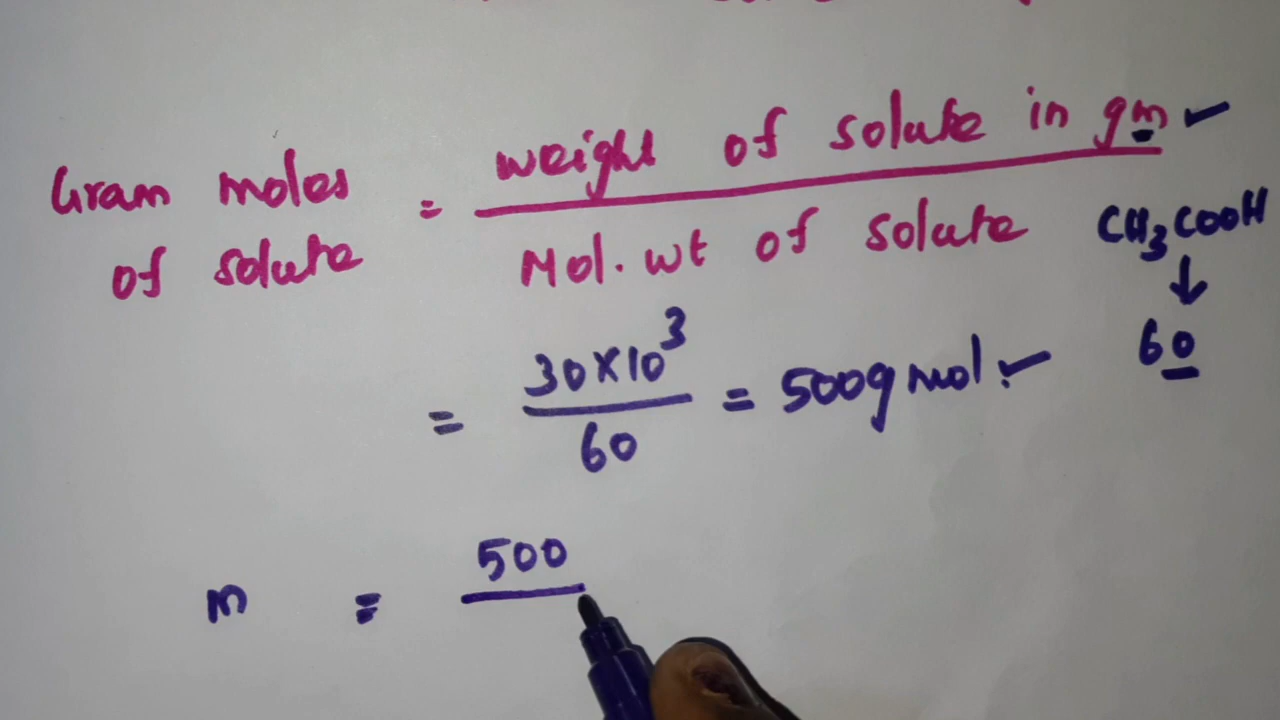 Gram moles of solute = weight of solute in gm / Mol. wt of solute
CH₃COOH
↓
60
= 30×10³ / 60 = 500g mol.
m = 500